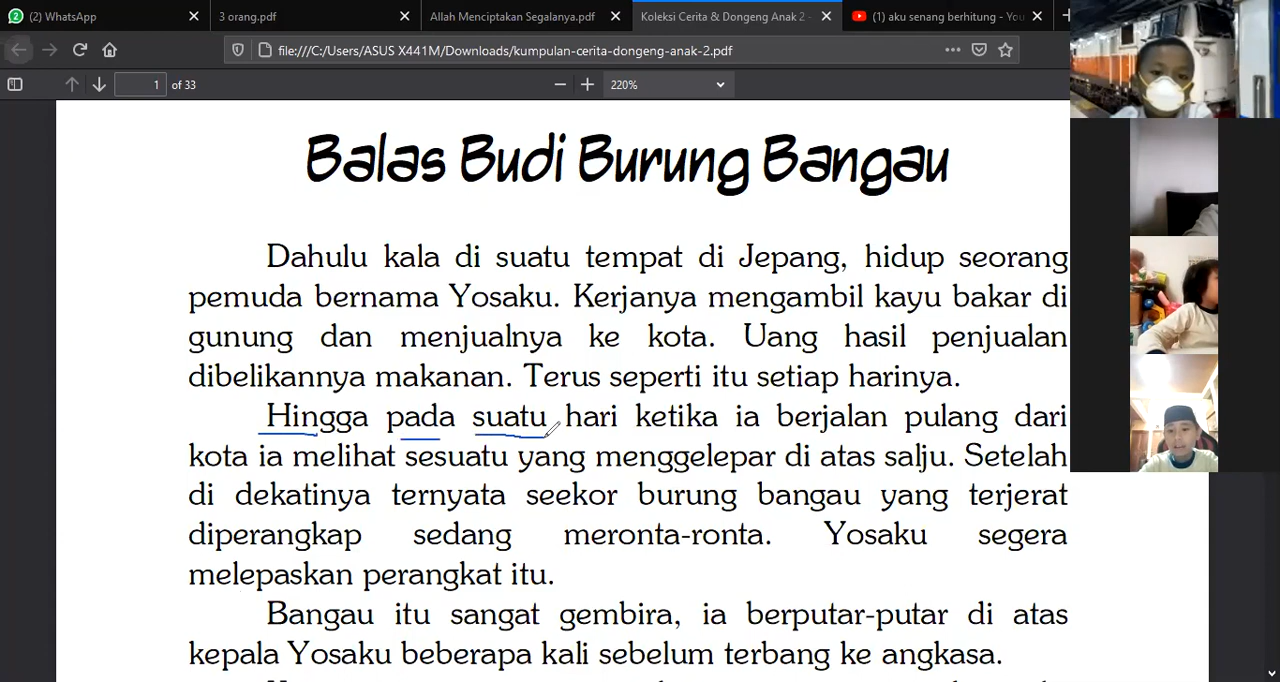 (2) WhatsApp
3 orang.pdf
Allah Menciptakan Segalanya.pdf
Koleksi Cerita & Dongeng Anak 2 -
(1) aku senang berhitung - You
file:///C:/Users/ASUS X441M/Downloads/kumpulan-cerita-dongeng-anak-2.pdf
1 of 33
220%
Balas Budi Burung Bangau
Dahulu kala di suatu tempat di Jepang, hidup seorang
pemuda bernama Yosaku. Kerjanya mengambil kayu bakar di
gunung dan menjualnya ke kota. Uang hasil penjualan
dibelikannya makanan. Terus seperti itu setiap harinya.
Hingga pada suatu hari ketika ia berjalan pulang dari
kota ia melihat sesuatu yang menggelepar di atas salju. Setelah
di dekatinya ternyata seekor burung bangau yang terjerat
diperangkap sedang meronta-ronta. Yosaku segera
melepaskan perangkat itu.
Bangau itu sangat gembira, ia berputar-putar di atas
kepala Yosaku beberapa kali sebelum terbang ke angkasa.